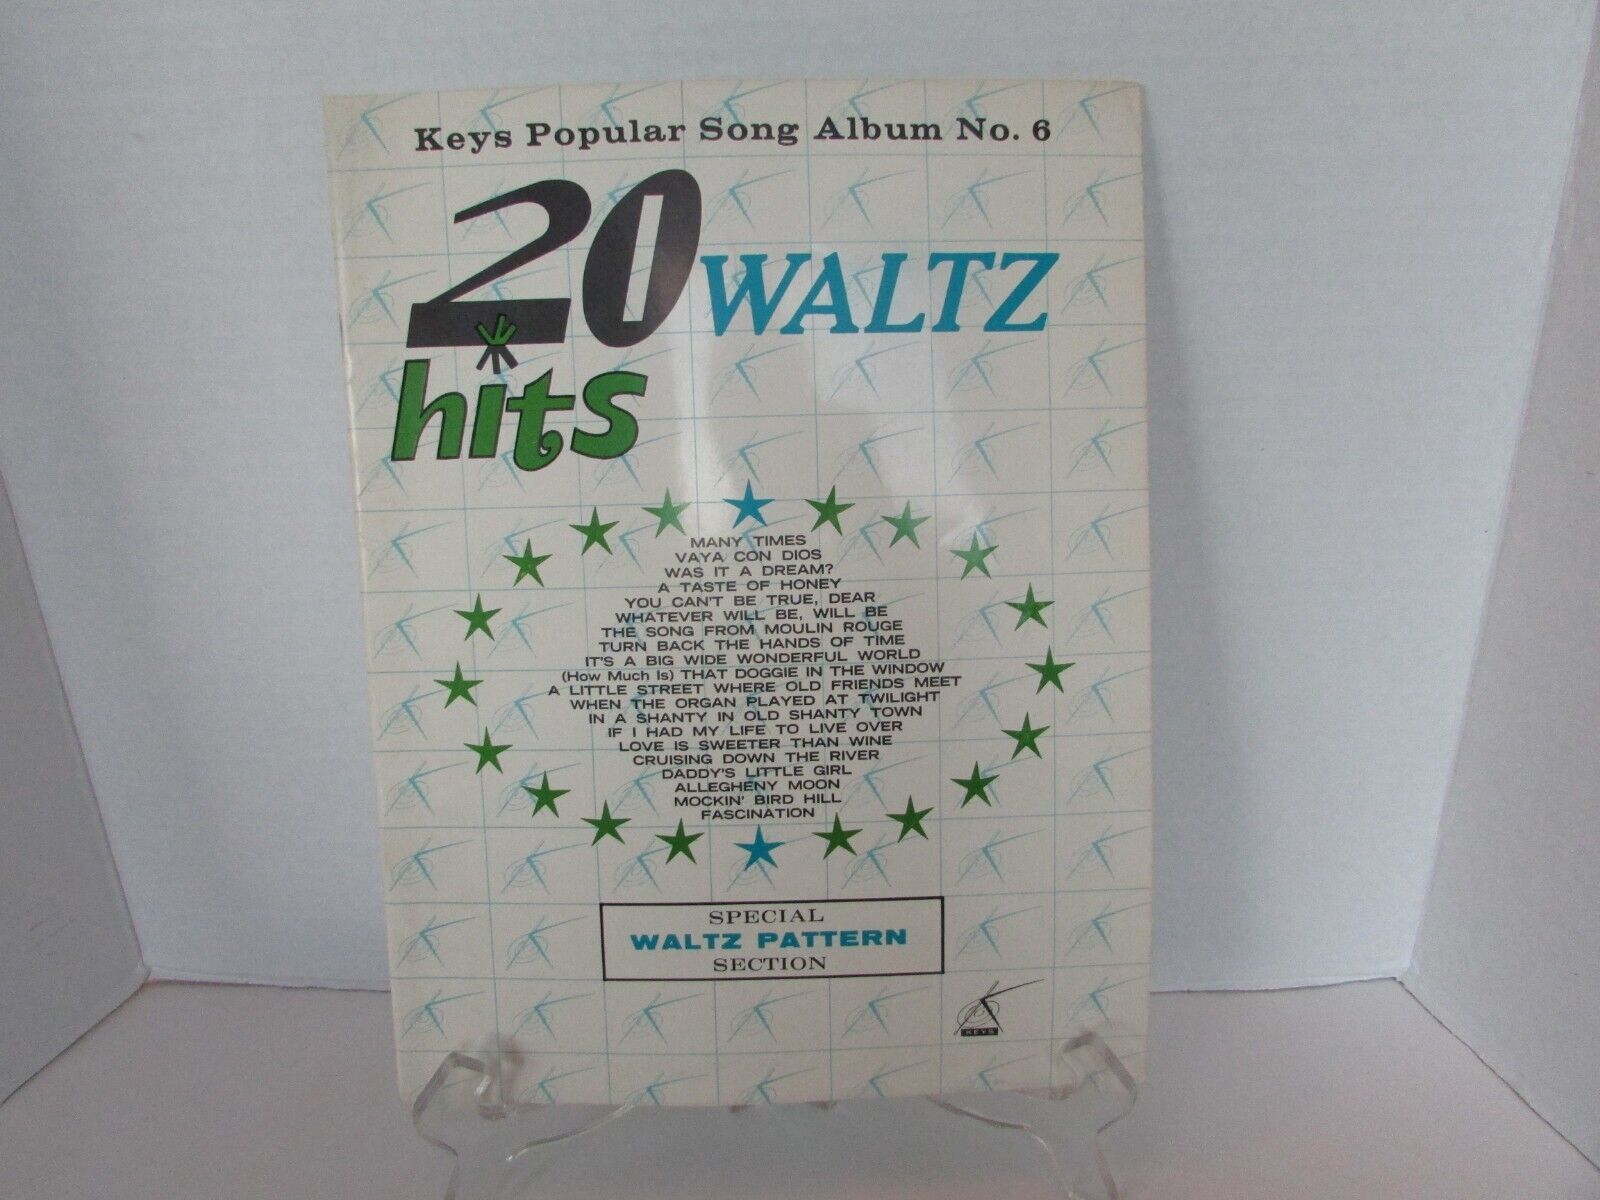 Keys Popular Song Album No. 6
20 WALTZ
hits
MANY TIMES
VAYA CON DIOS
WAS IT A DREAM?
A TASTE OF HONEY
YOU CAN'T BE TRUE, DEAR
WHATEVER WILL BE, WILL BE
THE SONG FROM MOULIN ROUGE
TURN BACK THE HANDS OF TIME
IT'S A BIG WIDE WONDERFUL WORLD
(How Much Is) THAT DOGGIE IN THE WINDOW
A LITTLE STREET WHERE OLD FRIENDS MEET
WHEN THE ORGAN PLAYED AT TWILIGHT
IN A SHANTY IN OLD SHANTY TOWN
IF I HAD MY LIFE TO LIVE OVER
LOVE IS SWEETER THAN WINE
CRUISING DOWN THE RIVER
DADDY'S LITTLE GIRL
ALLEGHENY MOON
MOCKIN' BIRD HILL
FASCINATION
SPECIAL
WALTZ PATTERN
SECTION
KEYS